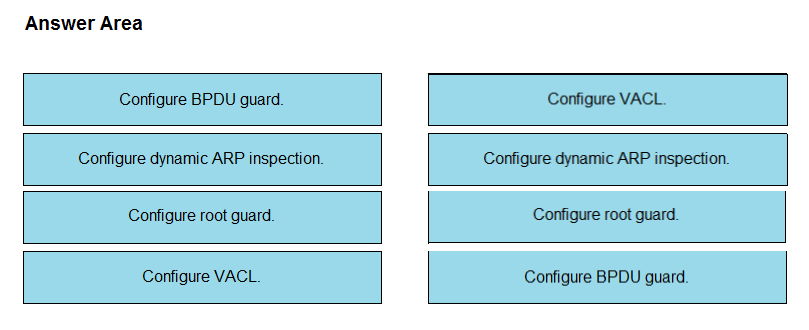 Answer Area
Configure BPDU guard.
Configure VACL.
Configure dynamic ARP inspection.
Configure dynamic ARP inspection.
Configure root guard.
Configure root guard.
Configure VACL.
Configure BPDU guard.